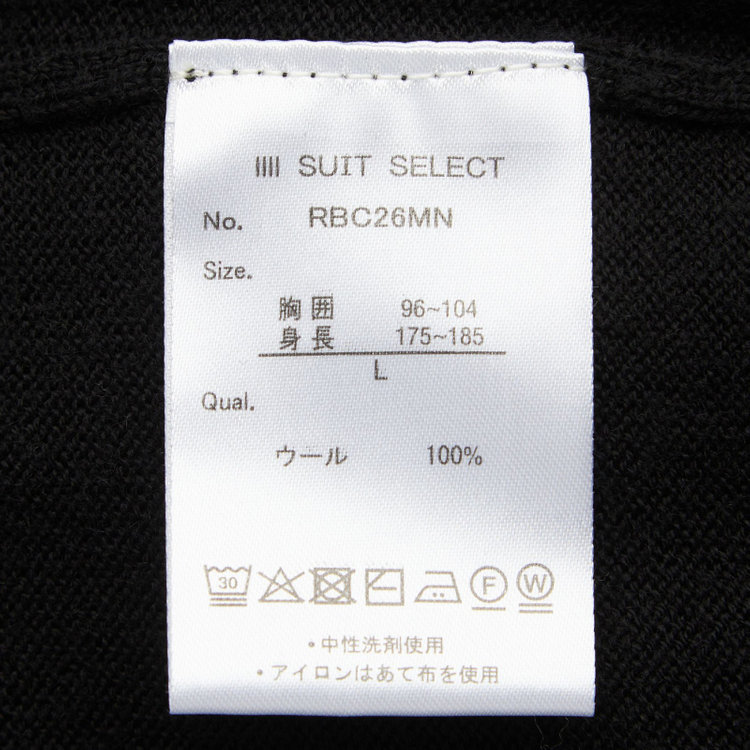 SUIT SELECT
No. RBC26MN
Size.
胸囲 96~104
身長 175~185
L
Qual.
ウール 100%
30 F W
・中性洗剤使用
・アイロンはあて布を使用